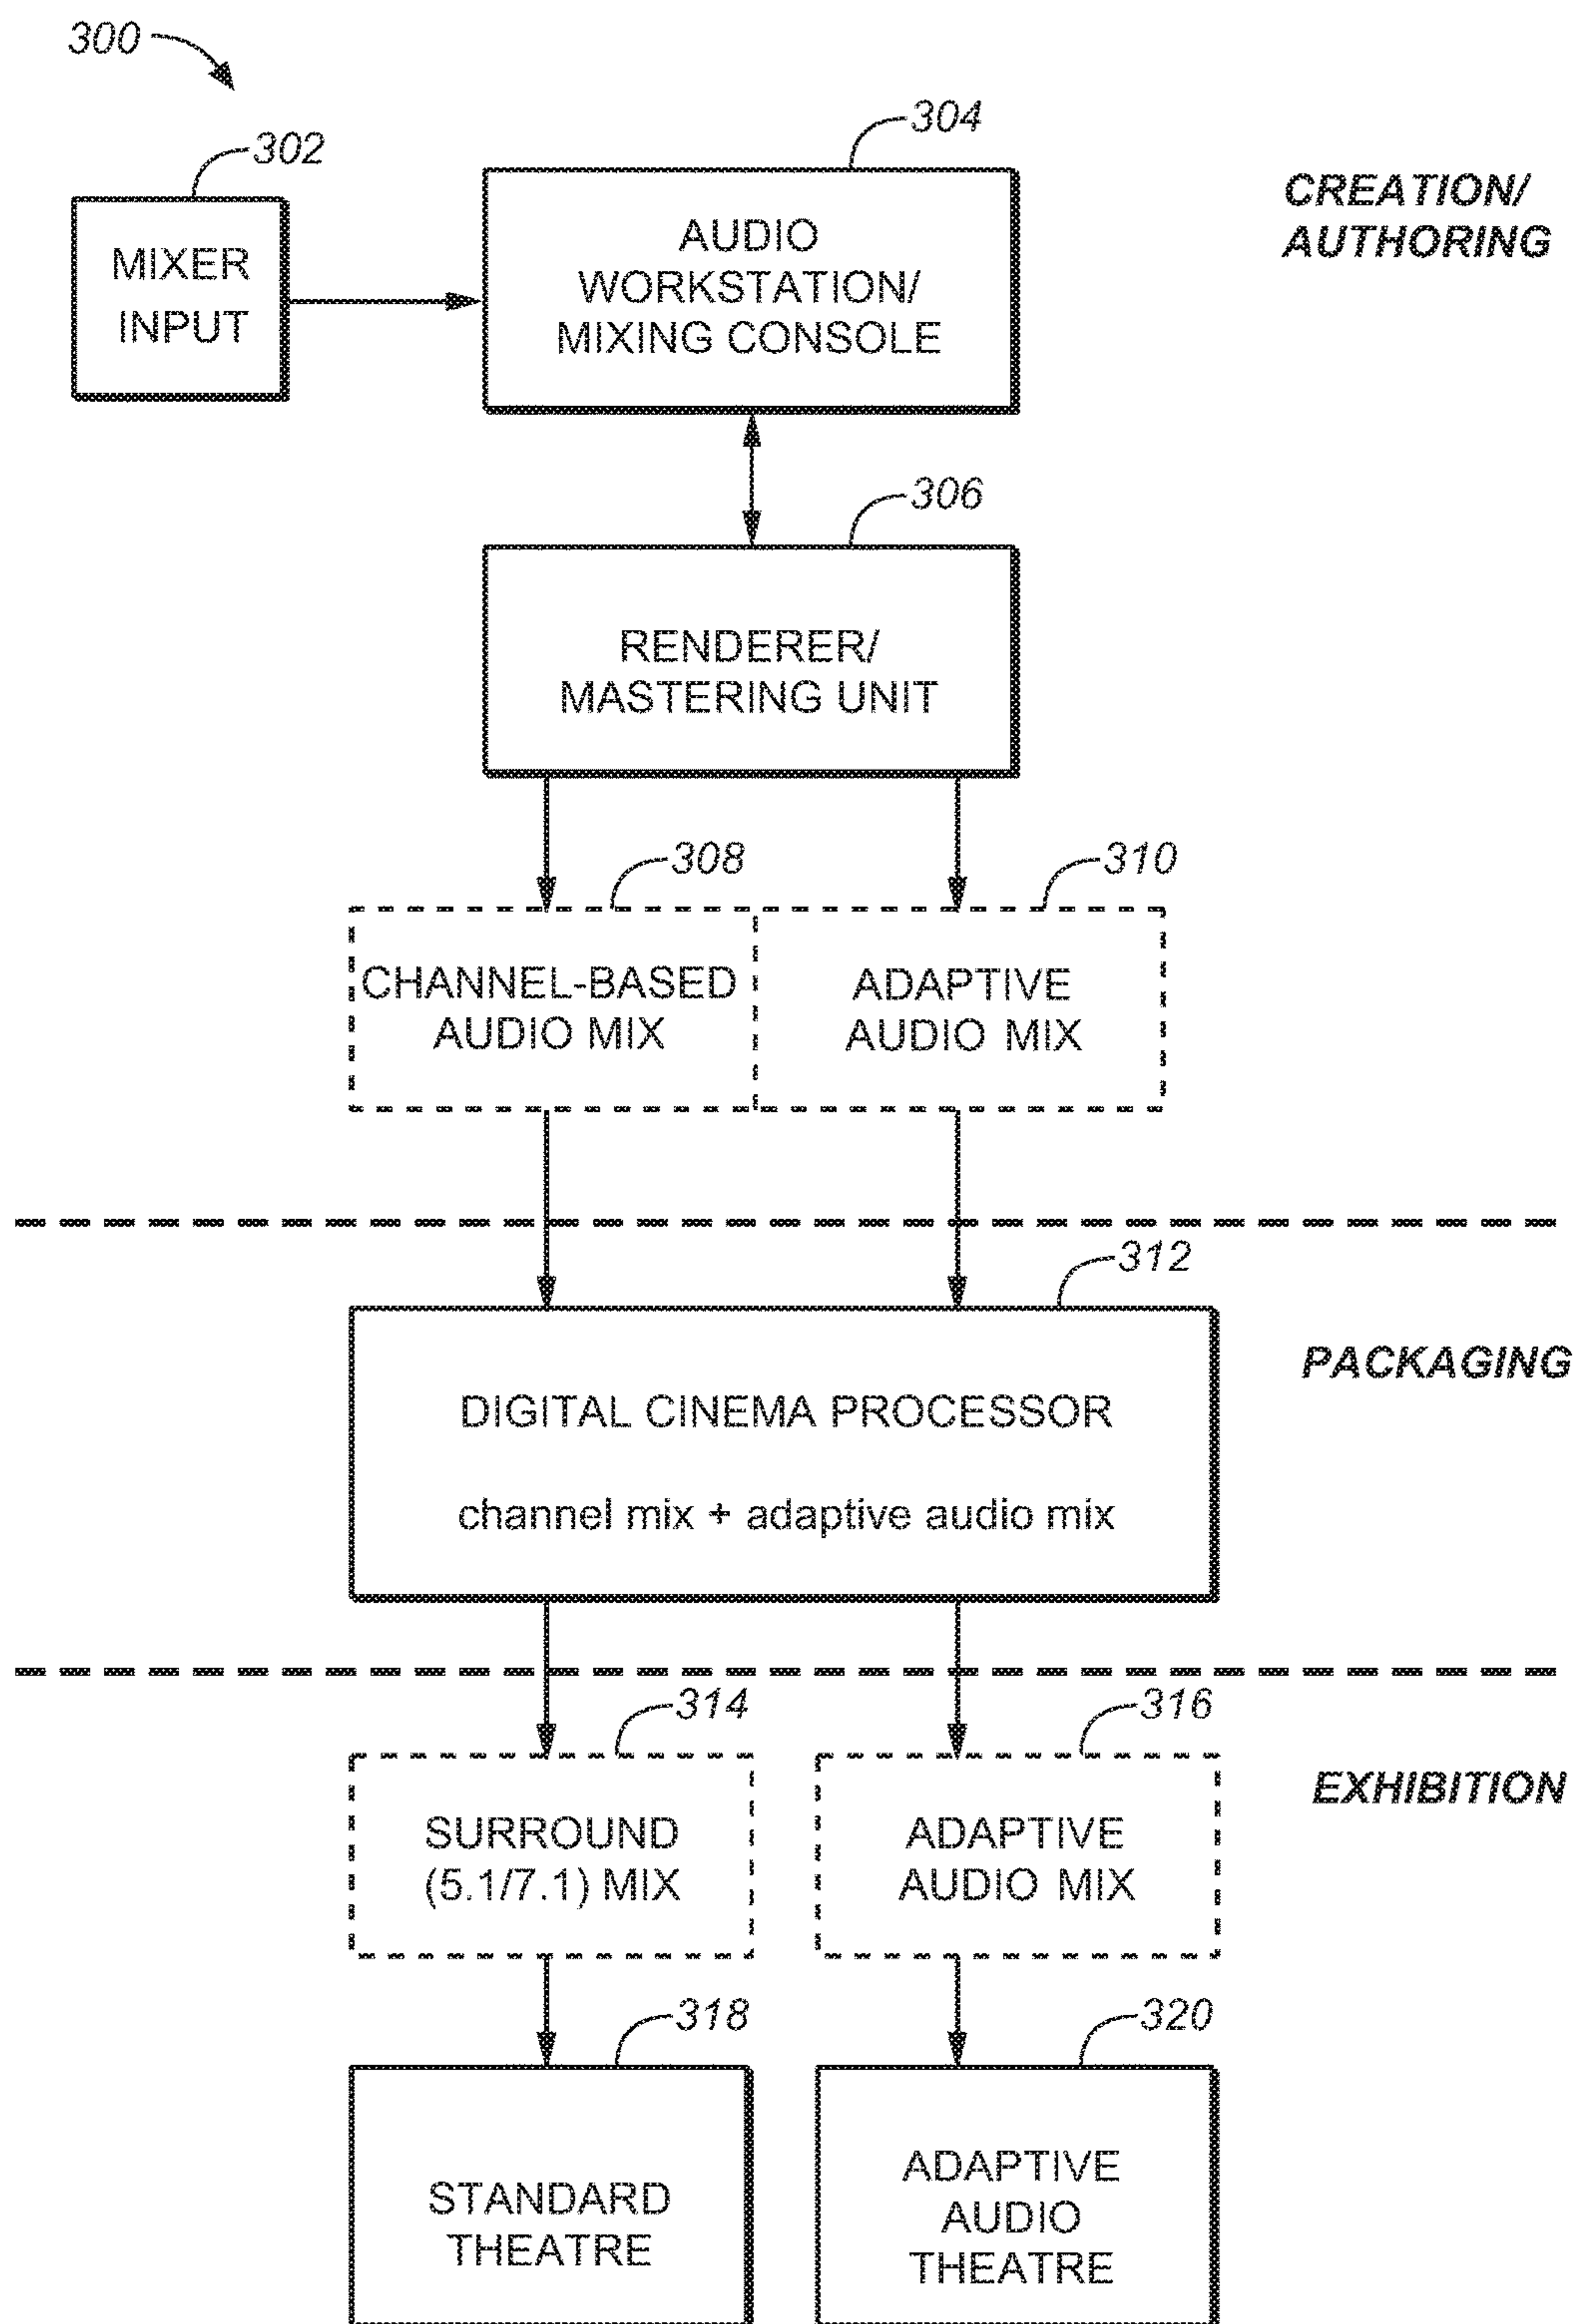 300
302
304
MIXER
INPUT
AUDIO
WORKSTATION/
MIXING CONSOLE
CREATION/
AUTHORING
306
RENDERER/
MASTERING UNIT
308
310
CHANNEL-BASED
AUDIO MIX
ADAPTIVE
AUDIO MIX
312
DIGITAL CINEMA PROCESSOR
channel mix + adaptive audio mix
PACKAGING
314
316
SURROUND
(5.1/7.1) MIX
ADAPTIVE
AUDIO MIX
EXHIBITION
318
320
STANDARD
THEATRE
ADAPTIVE
AUDIO
THEATRE